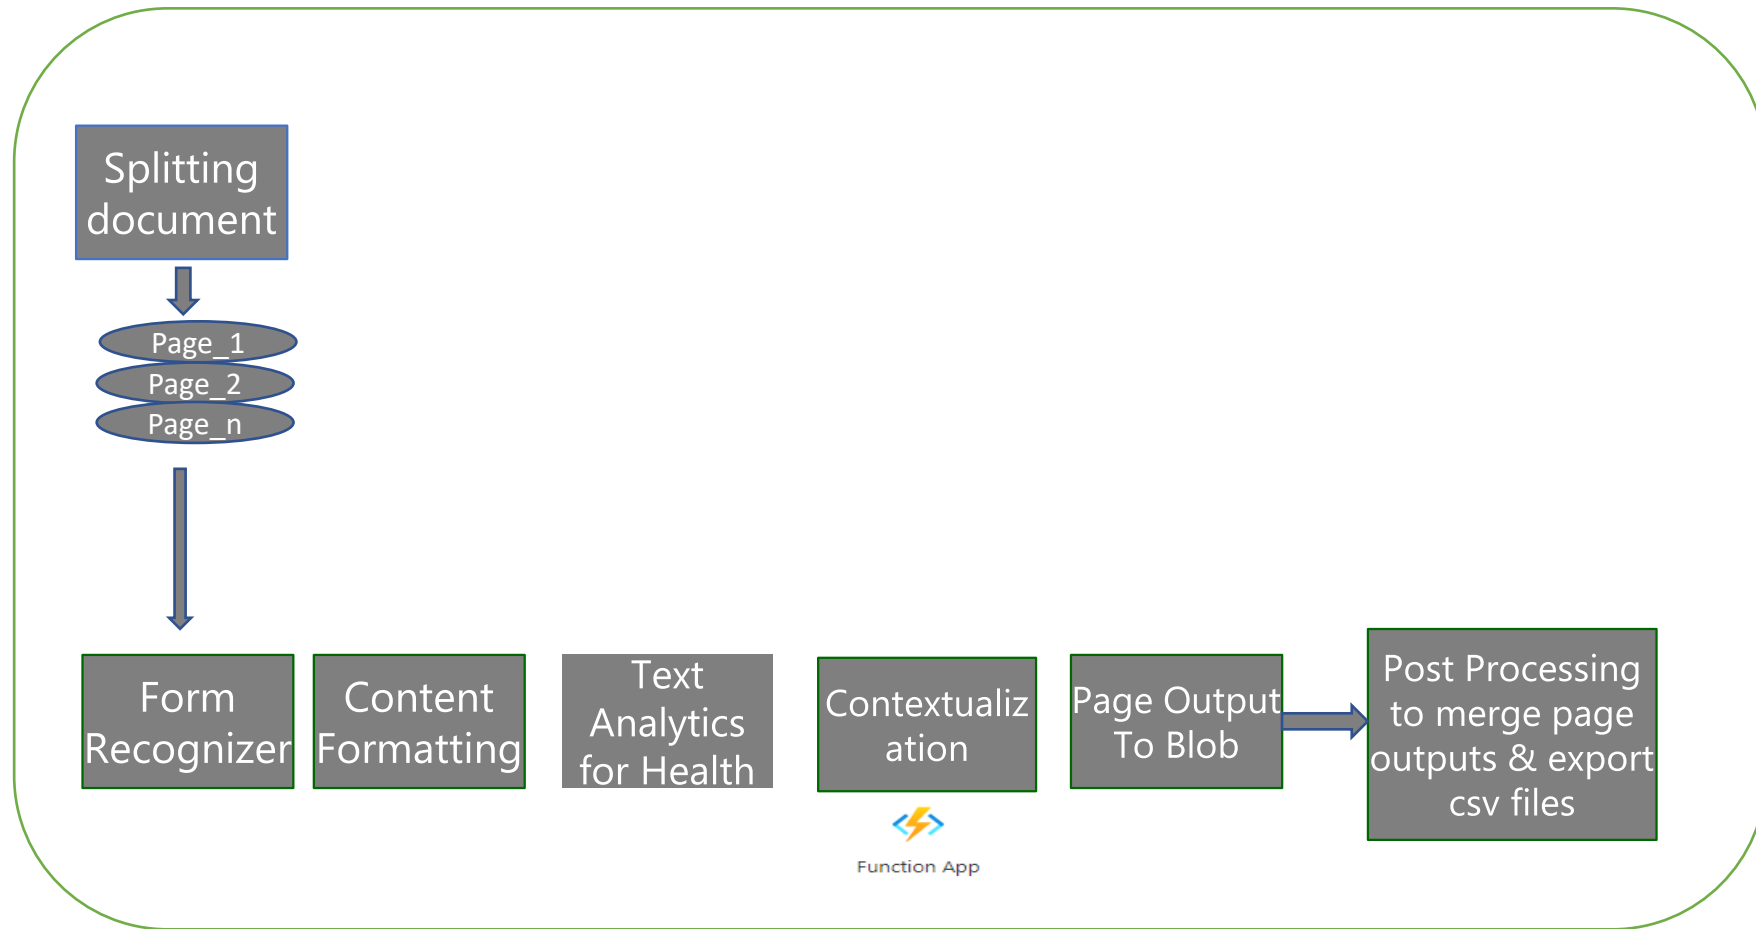 Splitting
document
Page_1
Page_2
Page_n
Form
Recognizer
Content
Formatting
Text
Analytics
for Health
Contextualiz
ation
Function App
Page Output
To Blob
Post Processing
to merge page
outputs & export
csv files